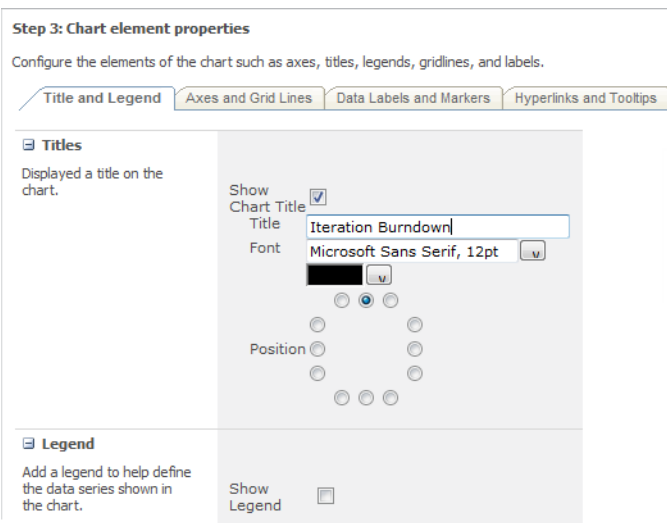 Step 3: Chart element properties
Configure the elements of the chart such as axes, titles, legends, gridlines, and labels.
Title and Legend Axes and Grid Lines Data Labels and Markers Hyperlinks and Tooltips
Titles
Displayed a title on the
chart.
Show
Chart Title
Title Iteration Burndown
Font Microsoft Sans Serif, 12pt v
v
Position
Legend
Add a legend to help define
the data series shown in
the chart.
Show
Legend